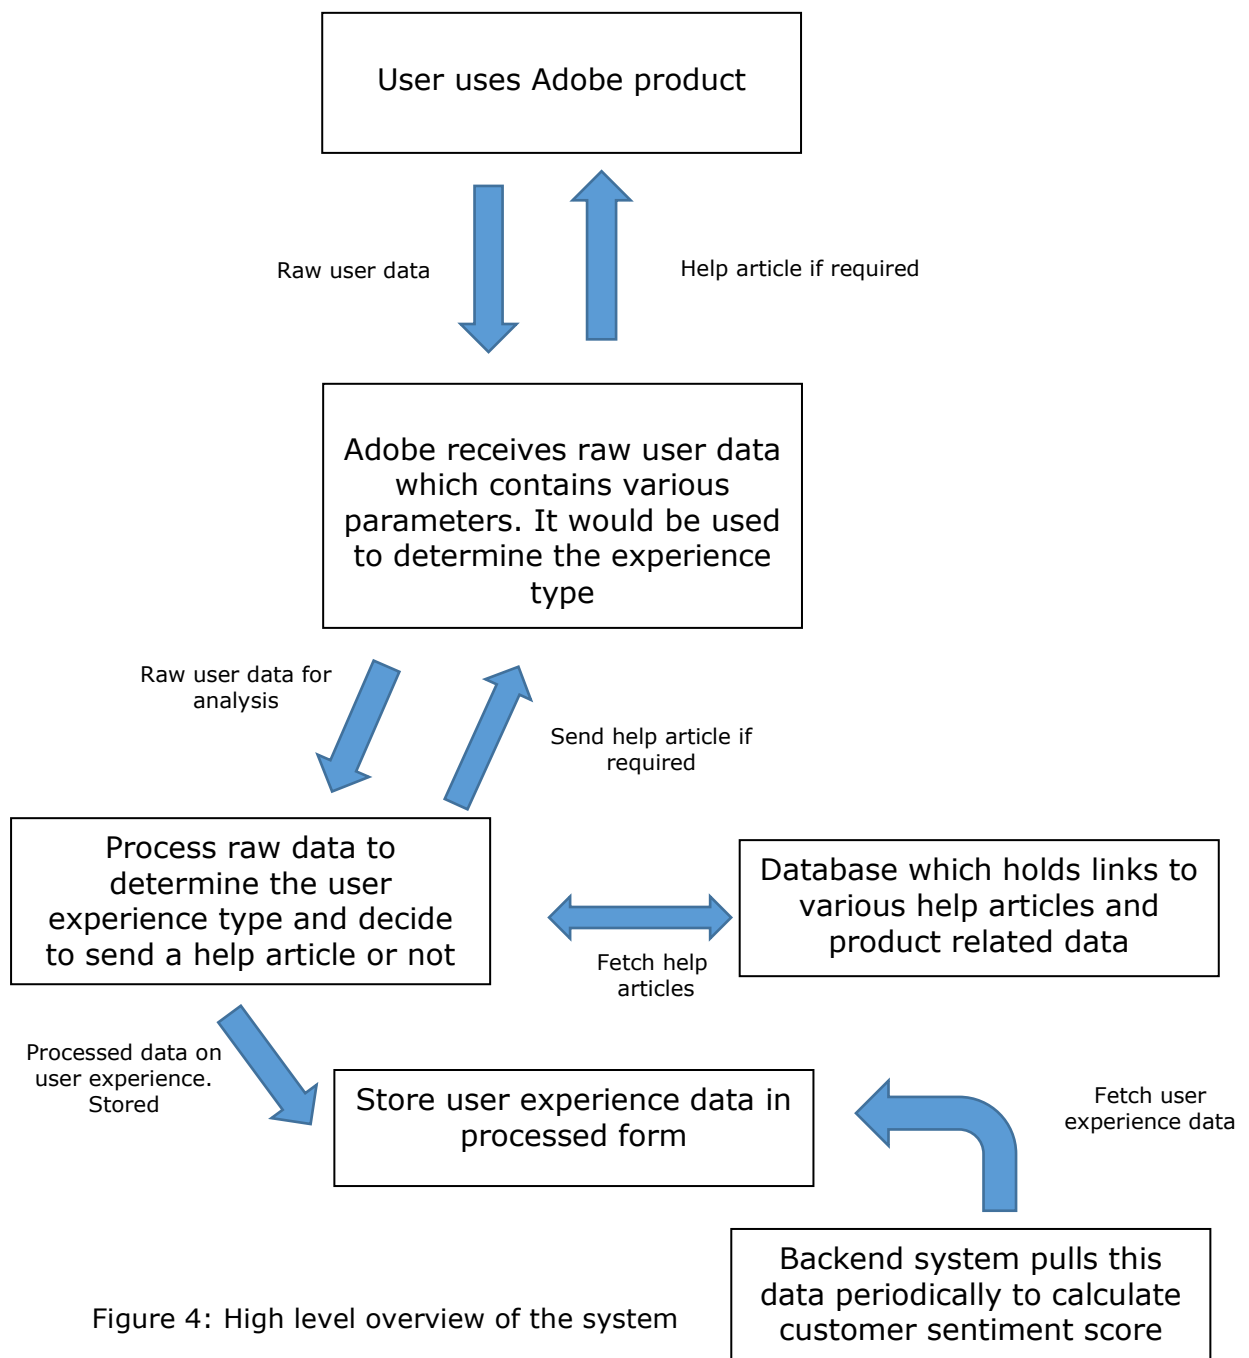 User uses Adobe product
Raw user data
Help article if required
Adobe receives raw user data
which contains various
parameters. It would be used
to determine the experience
type
Raw user data for
analysis
Send help article if
required
Process raw data to
determine the user
experience type and decide
to send a help article or not
Database which holds links to
various help articles and
product related data
Fetch help
articles
Processed data on
user experience.
Stored
Store user experience data in
processed form
Fetch user
experience data
Backend system pulls this
data periodically to calculate
customer sentiment score
Figure 4: High level overview of the system